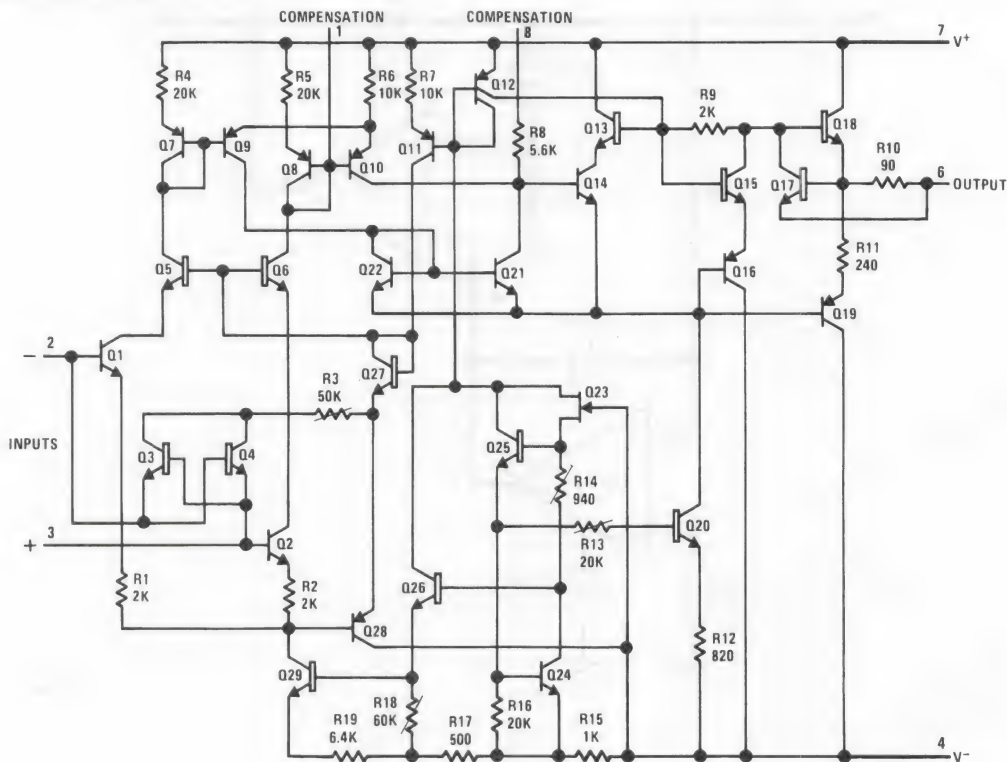 COMPENSATION COMPENSATION
1 8
7 V+
R4 20K
R5 20K
R6 10K
R7 10K
Q12
R9 2K
R8 5.6K
Q13
Q18
Q7
Q9
Q8
Q10
Q11
Q14
Q15
Q17
R10 90
6 OUTPUT
Q5
Q6
Q22
Q21
Q16
R11 240
Q19
2
−
Q1
Q27
R3 50K
Q23
INPUTS
Q3
Q4
Q25
R14 940
3
+
Q2
R13 20K
Q20
R1 2K
R2 2K
Q26
Q28
R12 820
Q29
R18 60K
Q24
R19 6.4K
R17 500
R16 20K
R15 1K
4 V−